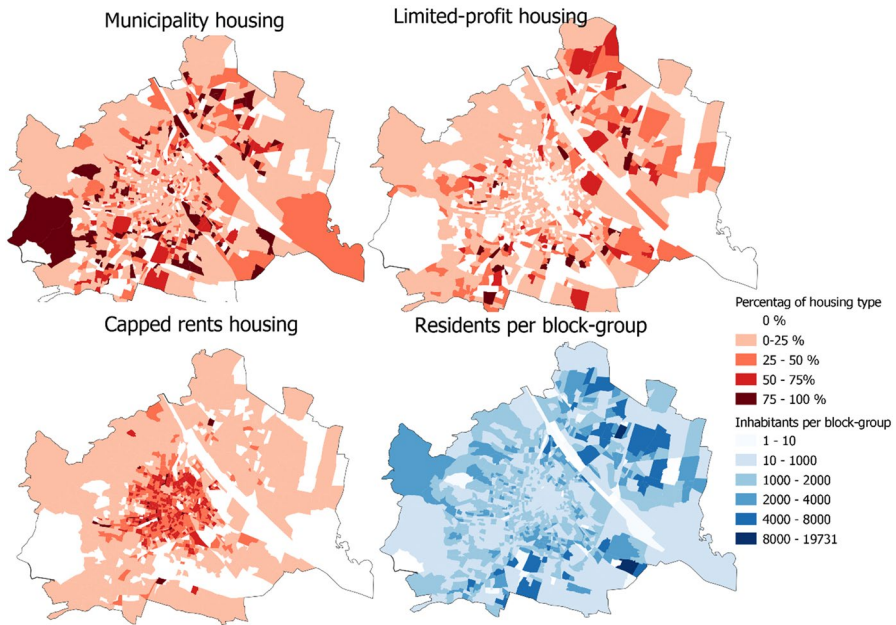 Municipality housing
Limited-profit housing
Capped rents housing
Residents per block-group
Percentag of housing type
0 %
0-25 %
25 - 50 %
50 - 75%
75 - 100 %
Inhabitants per block-group
1 - 10
10 - 1000
1000 - 2000
2000 - 4000
4000 - 8000
8000 - 19731